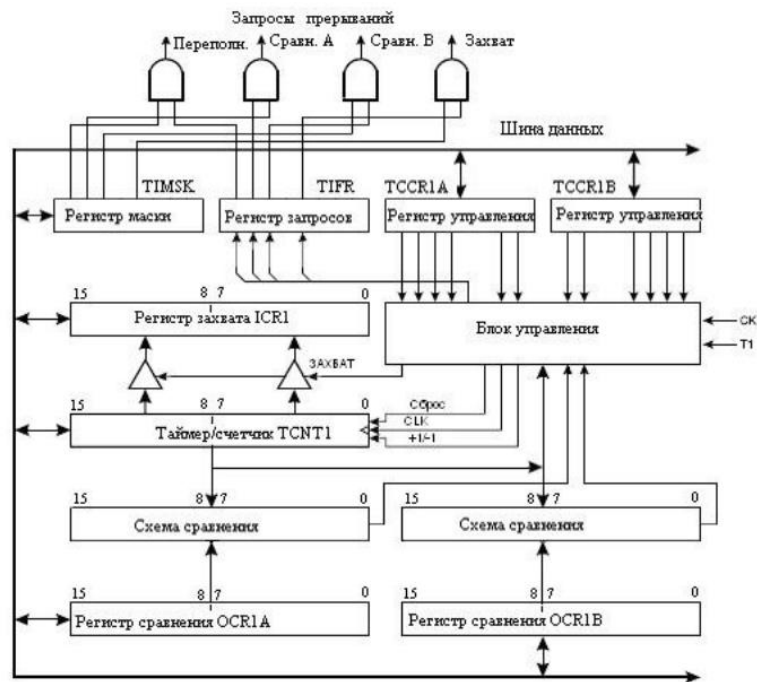 Запросы прерываний
Переполн.
Сравн. A
Сравн. B
Захват
Шина данных
TIMSK
TIFR
TCCR1A
TCCR1B
Регистр маски
Регистр запросов
Регистр управления
Регистр управления
15 8 7 0
Регистр захвата ICR1
Блок управления
CK
T1
ЗАХВАТ
15 8 7 0
Таймер/счетчик TCNT1
Сброс
CLK
+1/-1
15 8 7 0
Схема сравнения
15 8 7 0
Схема сравнения
15 8 7 0
Регистр сравнения OCR1A
15 8 7 0
Регистр сравнения OCR1B